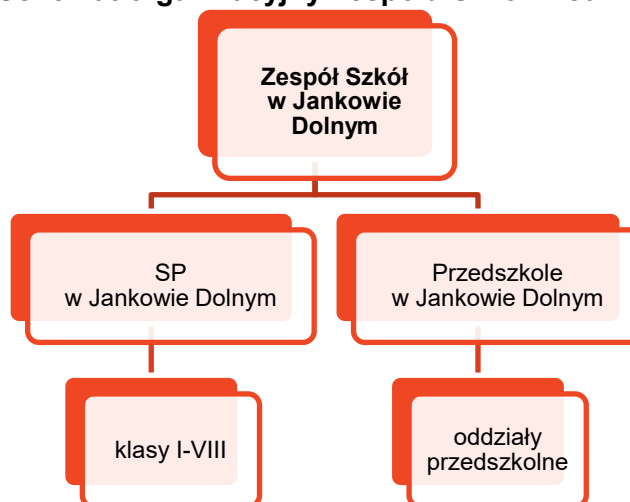 Zespół Szkół
w Jankowie
Dolnym
SP
w Jankowie Dolnym
Przedszkole
w Jankowie Dolnym
klasy I-VIII
oddziały
przedszkolne